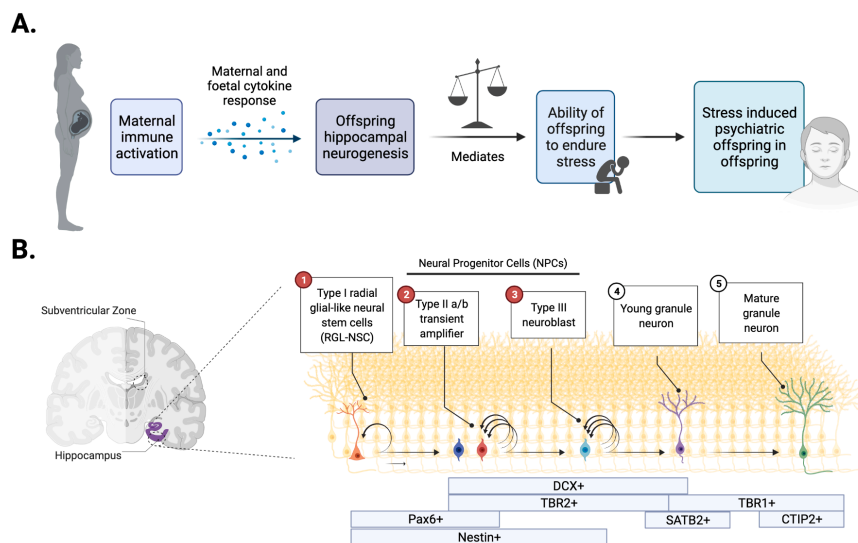 A.
Maternal
immune
activation
Maternal and
foetal cytokine
response
Offspring
hippocampal
neurogenesis
Mediates
Ability of
offspring
to endure
stress
Stress induced
psychiatric
offspring in
offspring
B.
Subventricular Zone
Hippocampus
Neural Progenitor Cells (NPCs)
1
Type I radial
glial-like neural
stem cells
(RGL-NSC)
2
Type II a/b
transient
amplifier
3
Type III
neuroblast
4
Young granule
neuron
5
Mature
granule
neuron
DCX+
TBR2+
TBR1+
Pax6+
SATB2+
CTIP2+
Nestin+